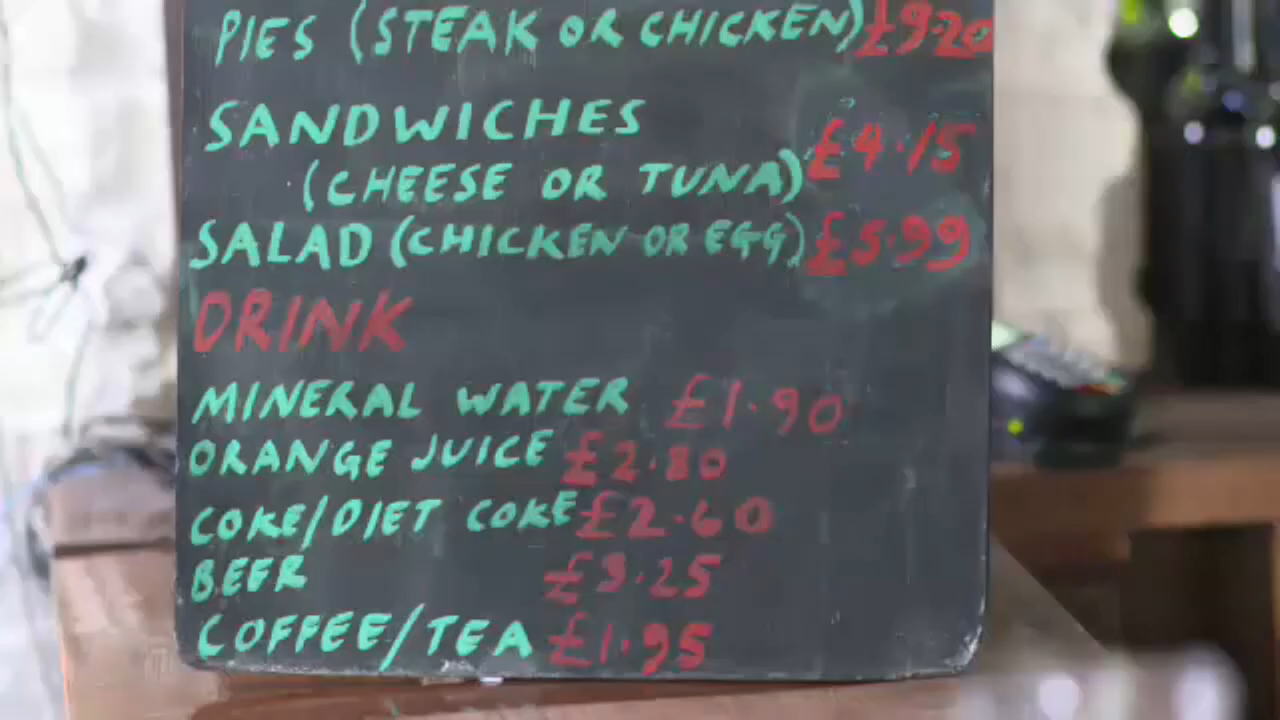 PIES (STEAK OR CHICKEN) £9.20
SANDWICHES
(CHEESE OR TUNA) £4.15
SALAD (CHICKEN OR EGG) £5.99
DRINK
MINERAL WATER £1.90
ORANGE JUICE £2.80
COKE/DIET COKE £2.60
BEER £3.25
COFFEE/TEA £1.95